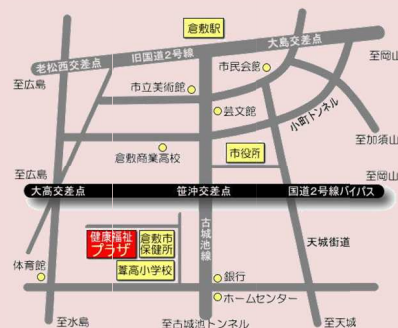 倉敷駅
大島交差点
旧国道2号線
老松西交差点
市民会館
至岡山
至広島
市立美術館
芸文館
小町トンネル
倉敷商業高校
市役所
至加須山
至広島
至岡山
大高交差点
笹沖交差点
国道2号線バイパス
健康福祉
プラザ
倉敷市
保健所
古城池線
天城街道
葦高小学校
体育館
銀行
ホームセンター
至水島
至古城池トンネル
至天城